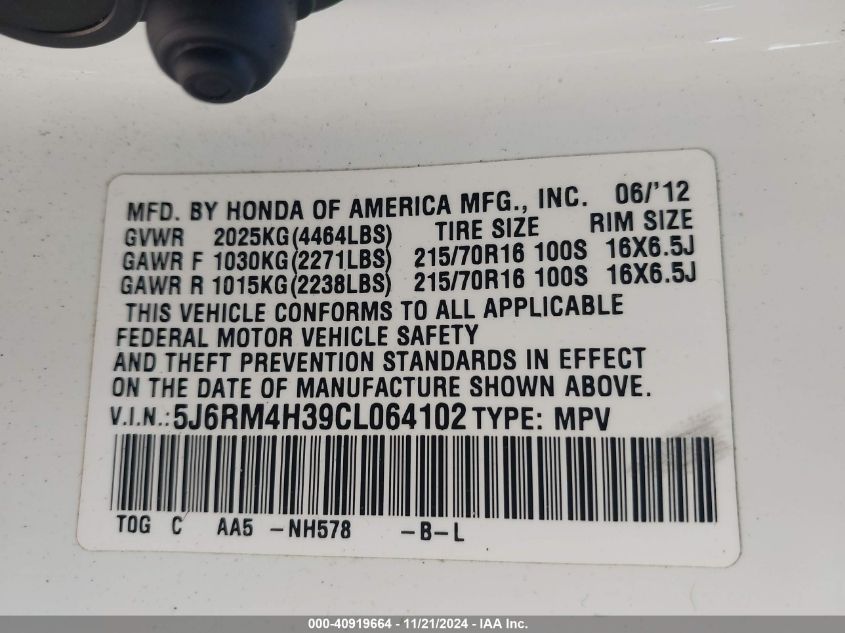 MFD. BY HONDA OF AMERICA MFG., INC. 06/'12
GVWR 2025KG(4464LBS) TIRE SIZE RIM SIZE
GAWR F 1030KG(2271LBS) 215/70R16 100S 16X6.5J
GAWR R 1015KG(2238LBS) 215/70R16 100S 16X6.5J
THIS VEHICLE CONFORMS TO ALL APPLICABLE
FEDERAL MOTOR VEHICLE SAFETY
AND THEFT PREVENTION STANDARDS IN EFFECT
ON THE DATE OF MANUFACTURE SHOWN ABOVE.
V.I.N.:5J6RM4H39CL064102 TYPE: MPV
TOG C AA5 -NH578 -B-L
000-40919664 - 11/21/2024 - IAA Inc.